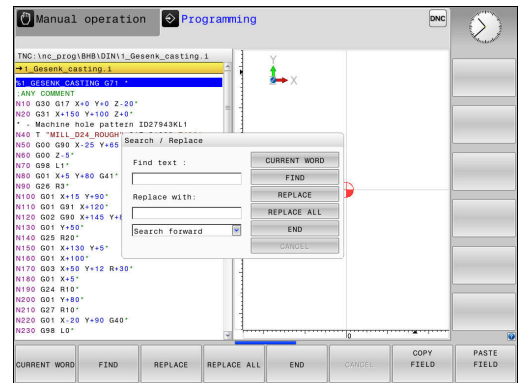 Manual operation
Programming
DNC
TNC:\nc_prog\BHB\DIN\1_Gesenk_casting.i
→1_Gesenk_casting.i
%1_GESENK_CASTING G71 *
;ANY COMMENT
N10 G30 G17 X+0 Y+0 Z-20*
N20 G31 X+150 Y+100 Z+0*
* - Machine hole pattern ID27943KL1
N40 T "MILL_D24_ROUGH"
N50 G00 G90 X-25 Y+65
N60 G00 Z-5*
N70 G98 L1*
N80 G01 X+5 Y+80 G41*
N90 G26 R3*
N100 G01 X+15 Y+90*
N110 G01 G91 X+120*
N120 G02 G90 X+145 Y+
N130 G01 Y+50*
N140 G25 R20*
N150 G01 X+130 Y+5*
N160 G01 X+100*
N170 G03 X+50 Y+12 R+30*
N180 G01 X+5*
N190 G24 R10*
N200 G01 Y+80*
N210 G27 R10*
N220 G01 X-20 Y+90 G40*
N230 G98 L0*
Y
X
0
Search / Replace
Find text :
Replace with:
Search forward
CURRENT WORD
FIND
REPLACE
REPLACE ALL
END
CANCEL
CURRENT WORD
FIND
REPLACE
REPLACE ALL
END
CANCEL
COPY
FIELD
PASTE
FIELD